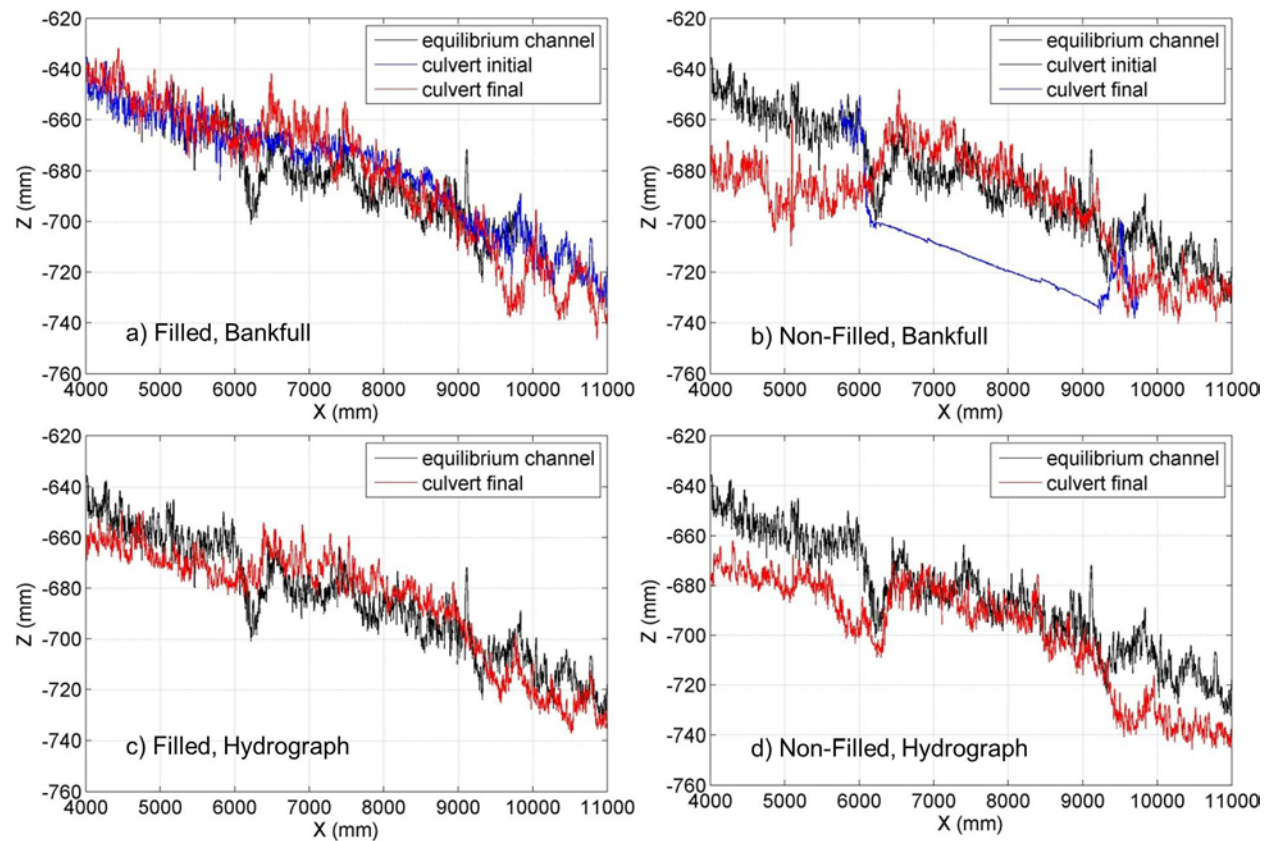 -620
-640
-660
-680
-700
-720
-740
-760
Z (mm)
equilibrium channel
culvert initial
culvert final
a) Filled, Bankfull
4000 5000 6000 7000 8000 9000 10000 11000
X (mm)
-620
-640
-660
-680
-700
-720
-740
-760
Z (mm)
equilibrium channel
culvert initial
culvert final
b) Non-Filled, Bankfull
4000 5000 6000 7000 8000 9000 10000 11000
X (mm)
-620
-640
-660
-680
-700
-720
-740
-760
Z (mm)
equilibrium channel
culvert final
c) Filled, Hydrograph
4000 5000 6000 7000 8000 9000 10000 11000
X (mm)
-620
-640
-660
-680
-700
-720
-740
-760
Z (mm)
equilibrium channel
culvert final
d) Non-Filled, Hydrograph
4000 5000 6000 7000 8000 9000 10000 11000
X (mm)